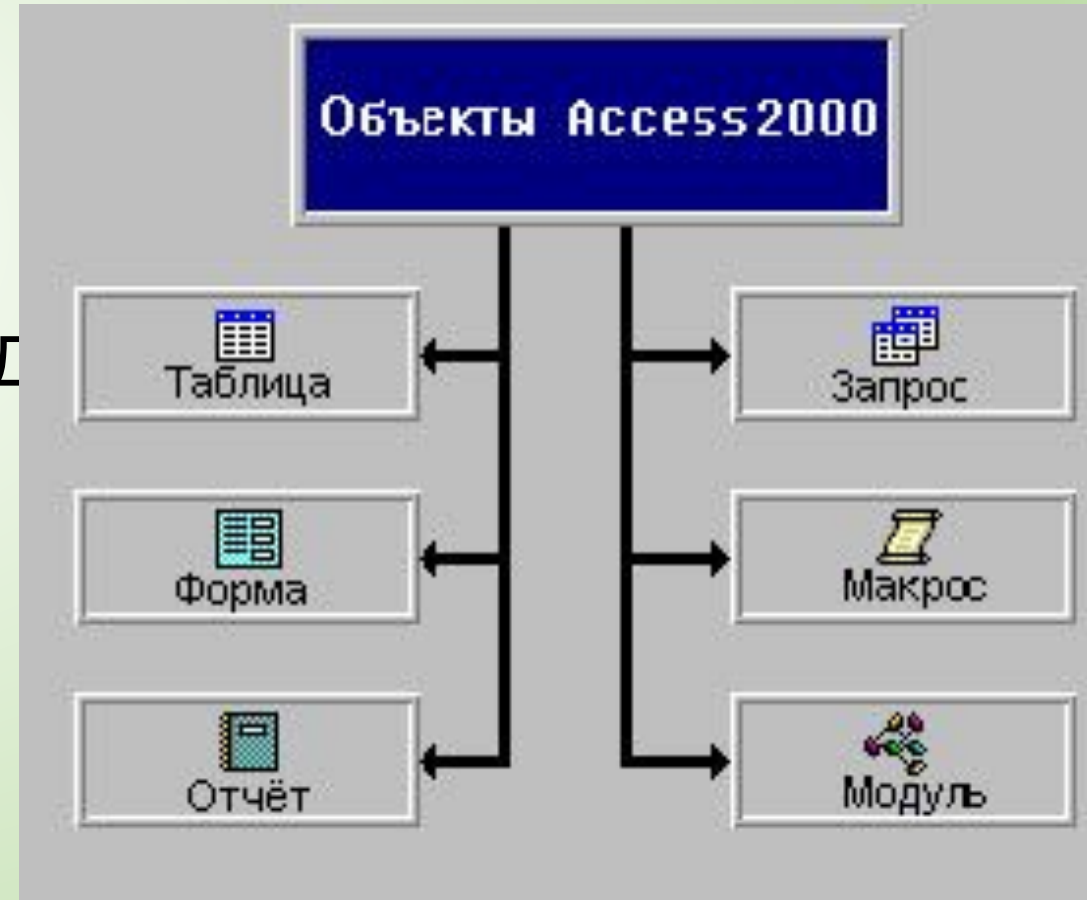 Объекты Access2000
Таблица
Запрос
Форма
Макрос
Отчёт
Модуль